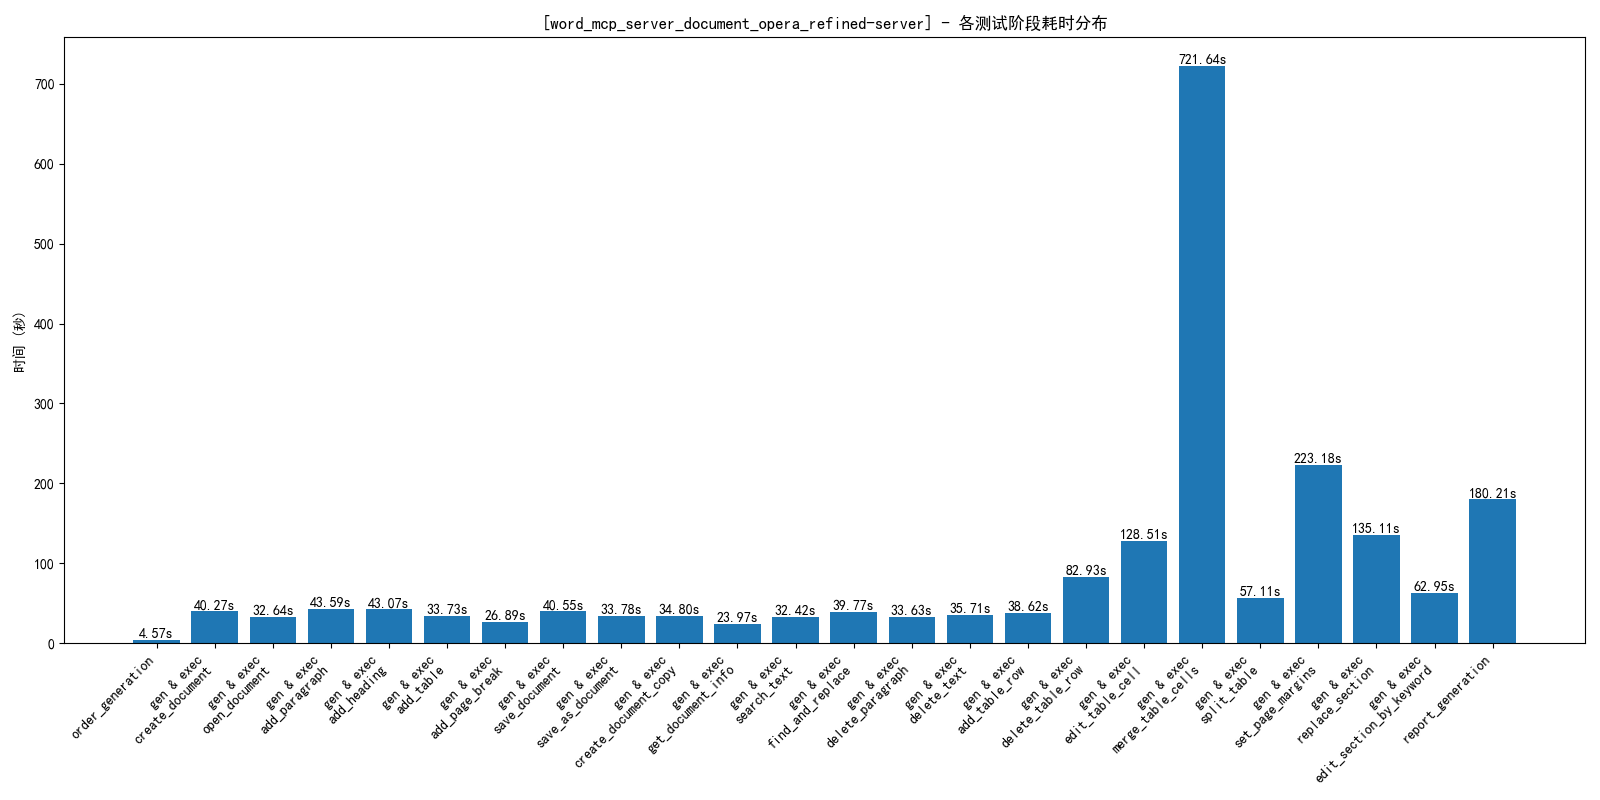 [word_mcp_server_document_opera_refined-server] - 各测试阶段耗时分布
时间 (秒)
700
600
500
400
300
200
100
0
4.57s
40.27s
32.64s
43.59s
43.07s
33.73s
26.89s
40.55s
33.78s
34.80s
23.97s
32.42s
39.77s
33.63s
35.71s
38.62s
82.93s
128.51s
721.64s
57.11s
223.18s
135.11s
62.95s
180.21s
order_generation
gen & exec
create_document
gen & exec
open_document
gen & exec
add_paragraph
gen & exec
add_heading
gen & exec
add_table
gen & exec
add_page_break
gen & exec
save_document
gen & exec
save_as_document
gen & exec
create_document_copy
gen & exec
get_document_info
gen & exec
search_text
gen & exec
find_and_replace
gen & exec
delete_paragraph
gen & exec
delete_text
gen & exec
add_table_row
gen & exec
delete_table_row
gen & exec
edit_table_cell
gen & exec
merge_table_cells
gen & exec
split_table
gen & exec
set_page_margins
gen & exec
replace_section
gen & exec
edit_section_by_keyword
report_generation